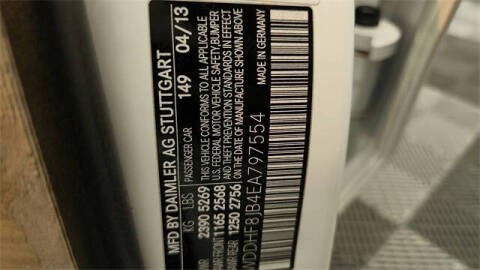 MFD BY DAIMLER AG STUTTGART
PASSENGER CAR 149 04/13
KG LBS THIS VEHICLE CONFORMS TO ALL APPLICABLE
2390 5269 U.S. FEDERAL MOTOR VEHICLE SAFETY, BUMPER
FRONT 1165 2568 AND THEFT PREVENTION STANDARDS IN EFFECT
REAR 1250 2756 ON THE DATE OF MANUFACTURE SHOWN ABOVE
MADE IN GERMANY
WDDHF8JB4EA797554